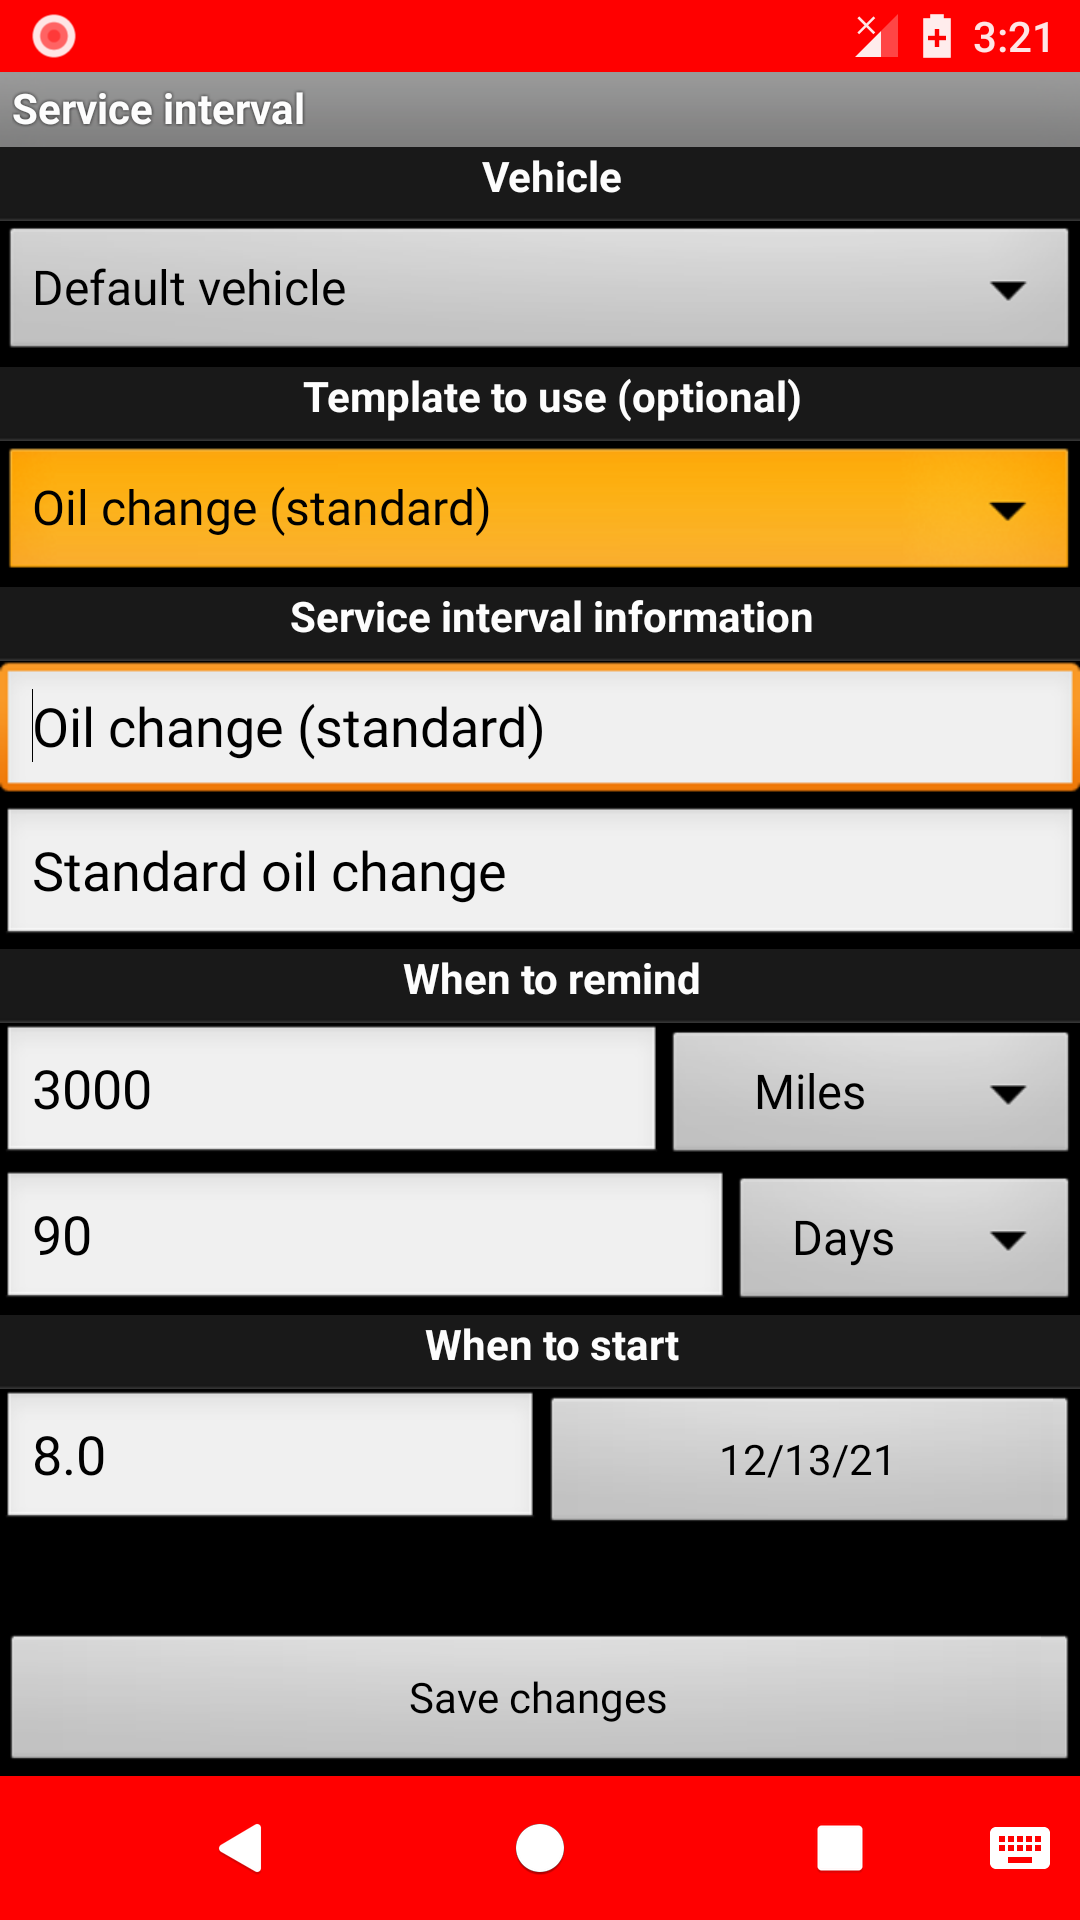 3:21
Service interval
Vehicle
Default vehicle
Template to use (optional)
Oil change (standard)
Service interval information
Oil change (standard)
Standard oil change
When to remind
3000 Miles
90 Days
When to start
8.0 12/13/21
Save changes